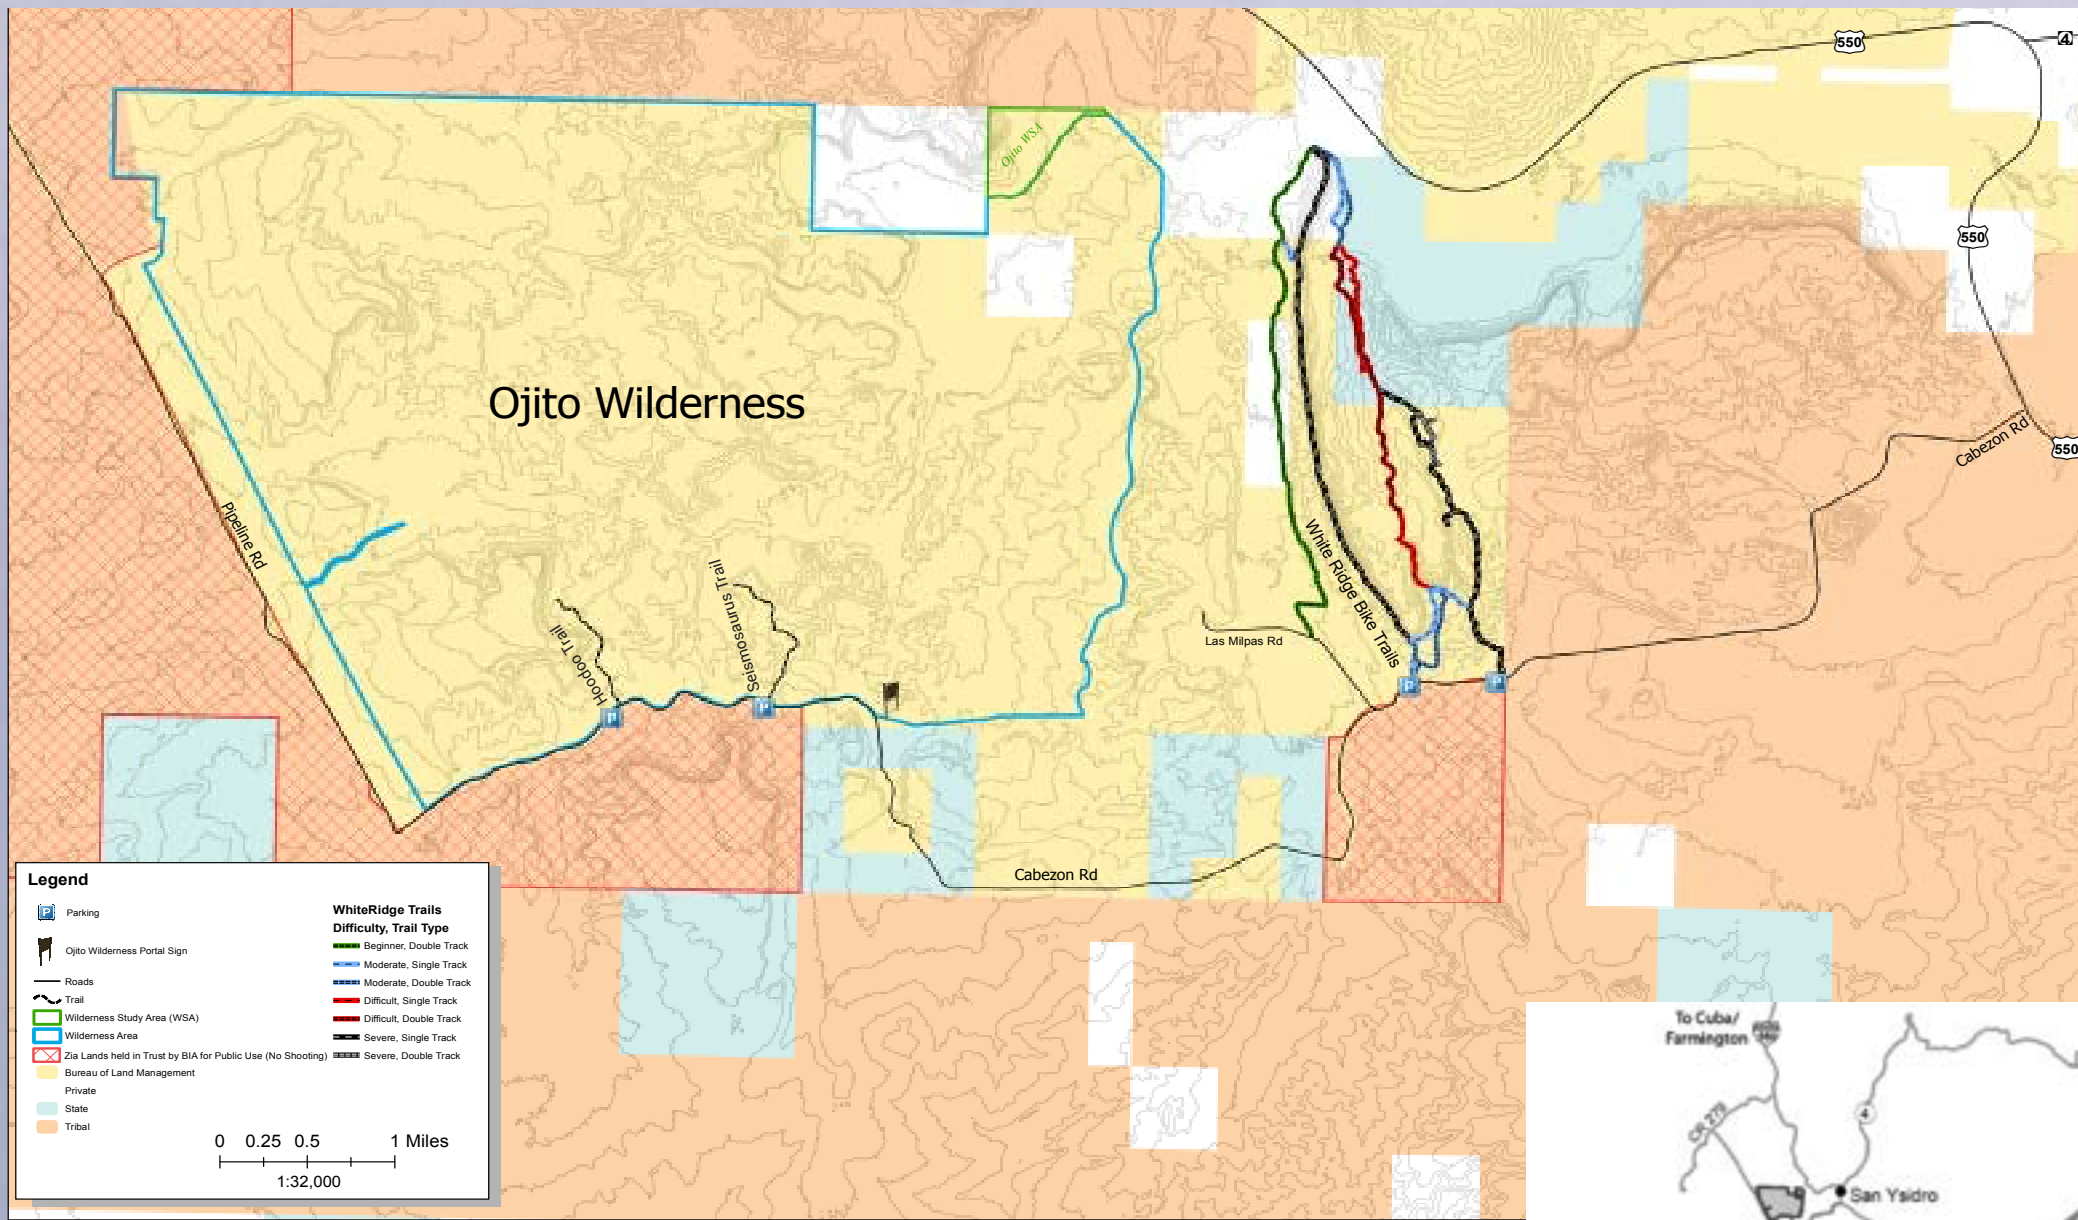 550
4
Ojito WSA
550
Ojito Wilderness
Cabezon Rd
550
Pipeline Rd
Hoodoo Trail
Seismosaurus Trail
White Ridge Bike Trails
Las Milpas Rd
P
P
P
P
Cabezon Rd
Legend
P Parking
Ojito Wilderness Portal Sign
Roads
Trail
Wilderness Study Area (WSA)
Wilderness Area
Zia Lands held in Trust by BIA for Public Use (No Shooting)
Bureau of Land Management
Private
State
Tribal
WhiteRidge Trails
Difficulty, Trail Type
Beginner, Double Track
Moderate, Single Track
Moderate, Double Track
Difficult, Single Track
Difficult, Double Track
Severe, Single Track
Severe, Double Track
0 0.25 0.5 1 Miles
1:32,000
To Cuba/
Farmington
CR 279
4
San Ysidro